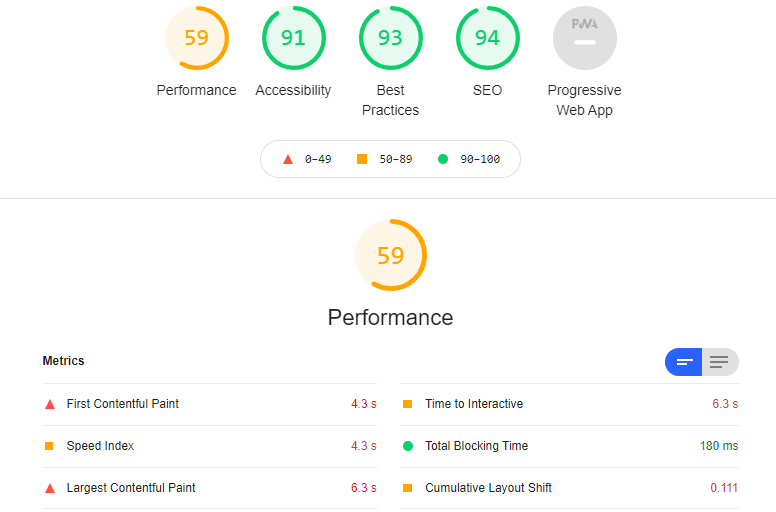 59 91 93 94 PWA
Performance Accessibility Best SEO Progressive
Practices Web App
0–49 50–89 90–100
59
Performance
Metrics
First Contentful Paint 4.3 s Time to Interactive 6.3 s
Speed Index 4.3 s Total Blocking Time 180 ms
Largest Contentful Paint 6.3 s Cumulative Layout Shift 0.111